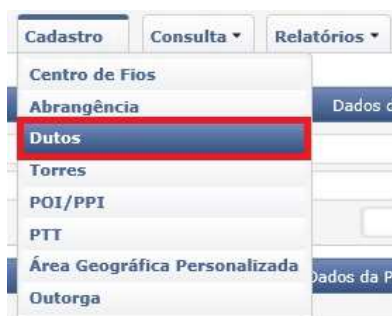 Cadastro Consulta Relatórios
Centro de Fios
Abrangência
Dados
Dutos
Torres
POI/PPI
PTT
Área Geográfica Personalizada
Dados da P
Outorga